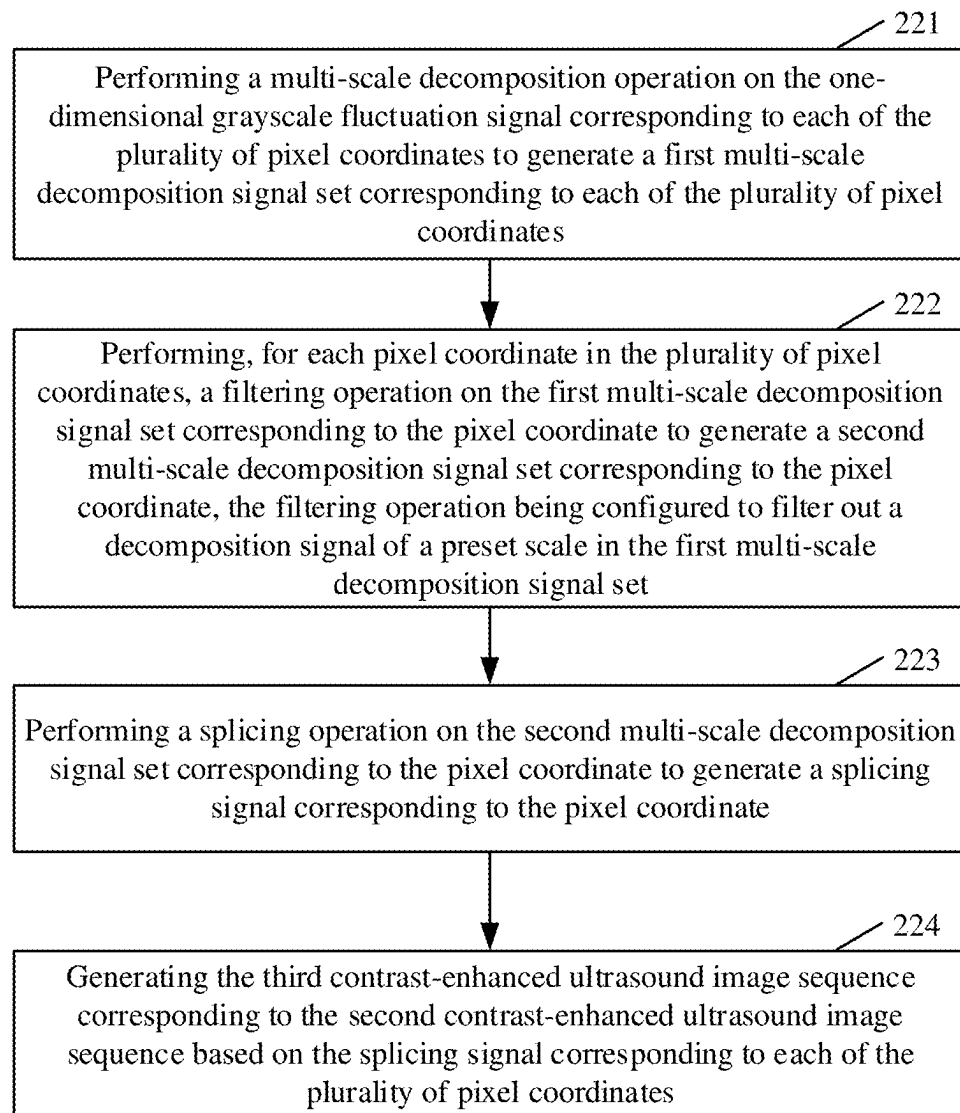 221
Performing a multi-scale decomposition operation on the one-
dimensional grayscale fluctuation signal corresponding to each of the
plurality of pixel coordinates to generate a first multi-scale
decomposition signal set corresponding to each of the plurality of pixel
coordinates
222
Performing, for each pixel coordinate in the plurality of pixel
coordinates, a filtering operation on the first multi-scale decomposition
signal set corresponding to the pixel coordinate to generate a second
multi-scale decomposition signal set corresponding to the pixel
coordinate, the filtering operation being configured to filter out a
decomposition signal of a preset scale in the first multi-scale
decomposition signal set
223
Performing a splicing operation on the second multi-scale decomposition
signal set corresponding to the pixel coordinate to generate a splicing
signal corresponding to the pixel coordinate
224
Generating the third contrast-enhanced ultrasound image sequence
corresponding to the second contrast-enhanced ultrasound image
sequence based on the splicing signal corresponding to each of the
plurality of pixel coordinates